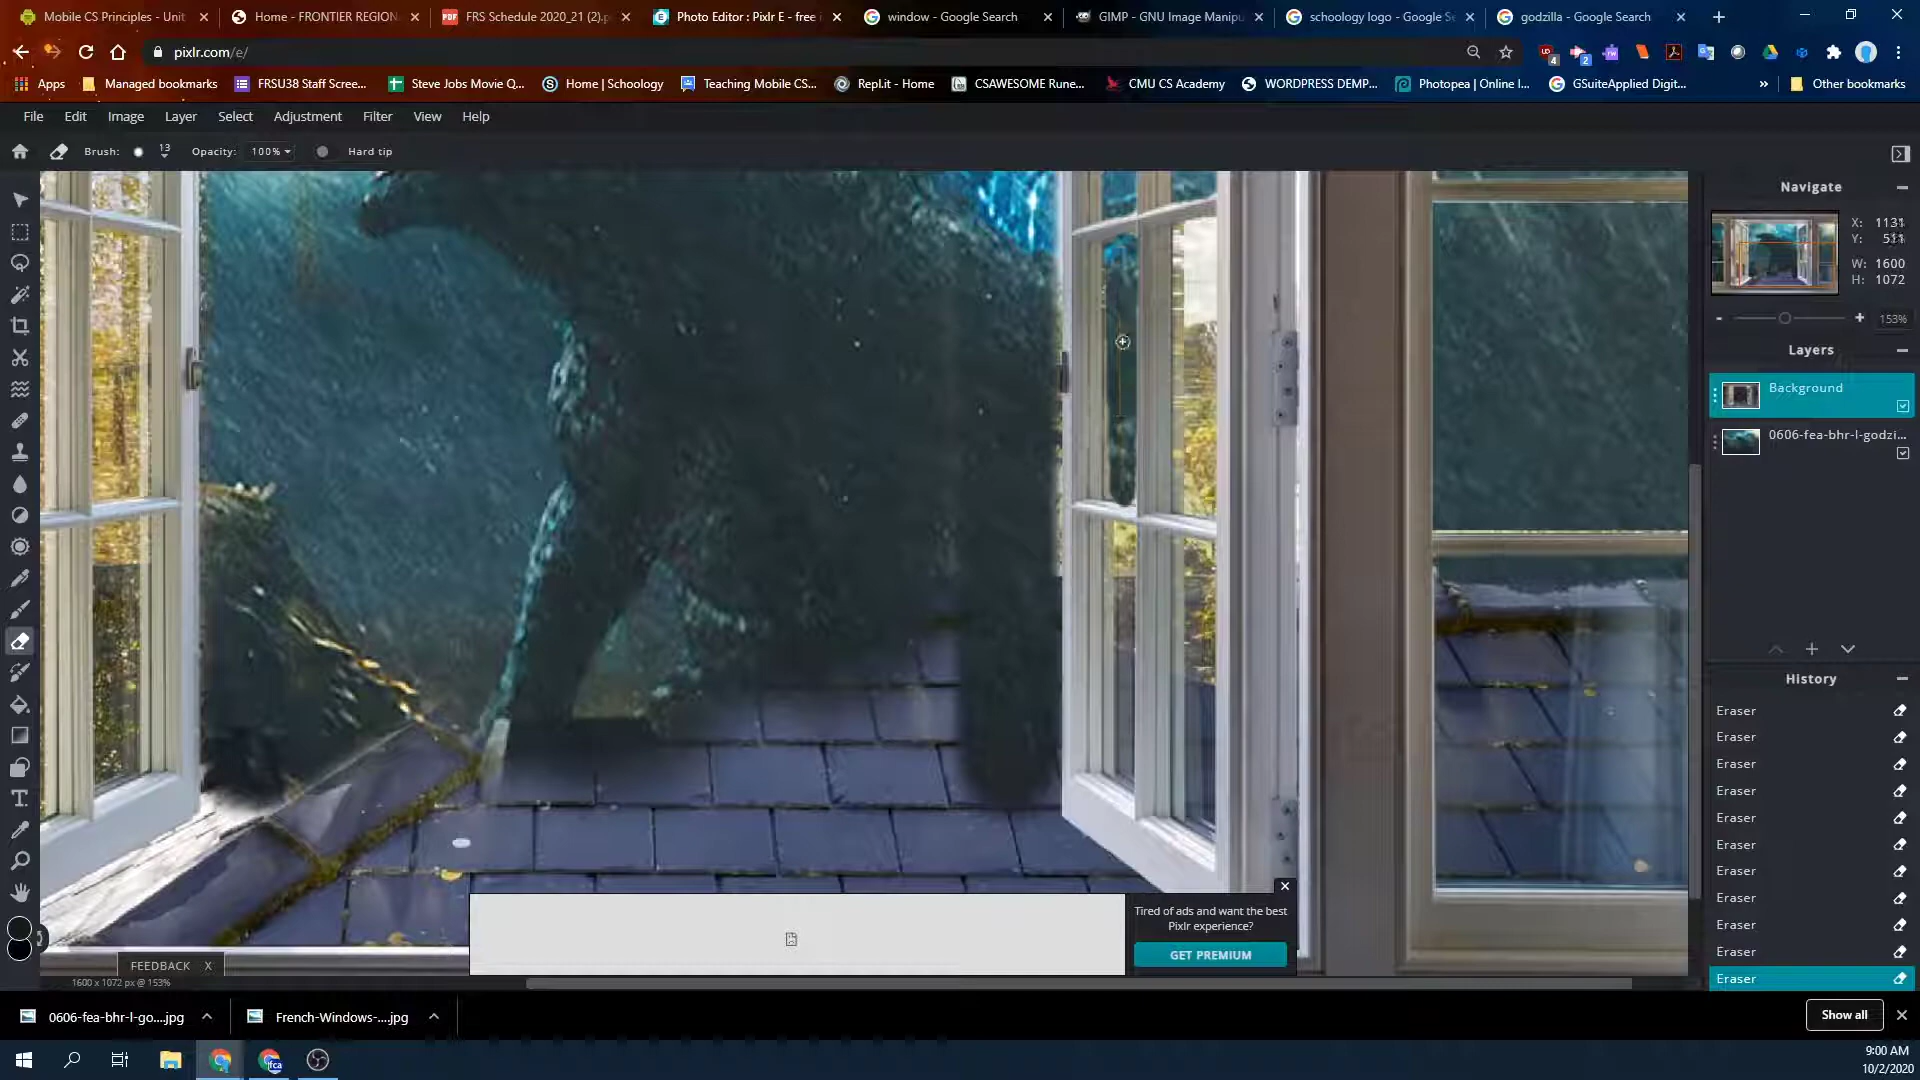 Mobile CS Principles - Unit
Home - FRONTIER REGION
FRS Schedule 2020_21 (2).p
Photo Editor : Pixlr E - free i
window - Google Search
GIMP - GNU Image Manipu
schoology logo - Google Se
godzilla - Google Search
pixlr.com/e/
Apps
Managed bookmarks
FRSU38 Staff Scree...
Steve Jobs Movie Q...
Home | Schoology
Teaching Mobile CS...
Repl.it - Home
CSAWESOME Rune...
CMU CS Academy
WORDPRESS DEMP...
Photopea | Online I...
GSuiteApplied Digit...
Other bookmarks
File Edit Image Layer Select Adjustment Filter View Help
Brush: 13 Opacity: 100% Hard tip
Navigate
X: 1131
Y: 511
W: 1600
H: 1072
153%
Layers
Background
0606-fea-bhr-l-godzi...
History
Eraser
Eraser
Eraser
Eraser
Eraser
Eraser
Eraser
Eraser
Eraser
Eraser
Eraser
Tired of ads and want the best
Pixlr experience?
GET PREMIUM
FEEDBACK X
1600 x 1072 px @ 153%
0606-fea-bhr-l-go....jpg
French-Windows-....jpg
Show all
9:00 AM
10/2/2020